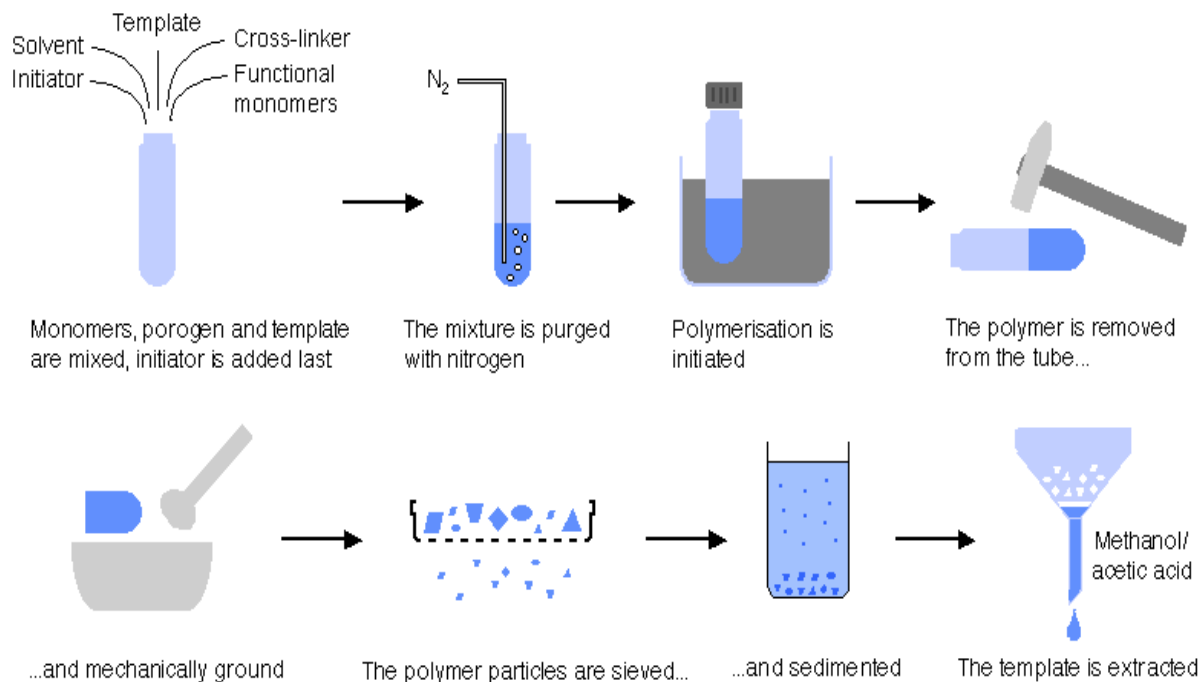 Template
Solvent
Cross-linker
Initiator
Functional
monomers
N2
Monomers, porogen and template
are mixed, initiator is added last
The mixture is purged
with nitrogen
Polymerisation is
initiated
The polymer is removed
from the tube...
Methanol/
acetic acid
...and mechanically ground
The polymer particles are sieved...
...and sedimented
The template is extracted